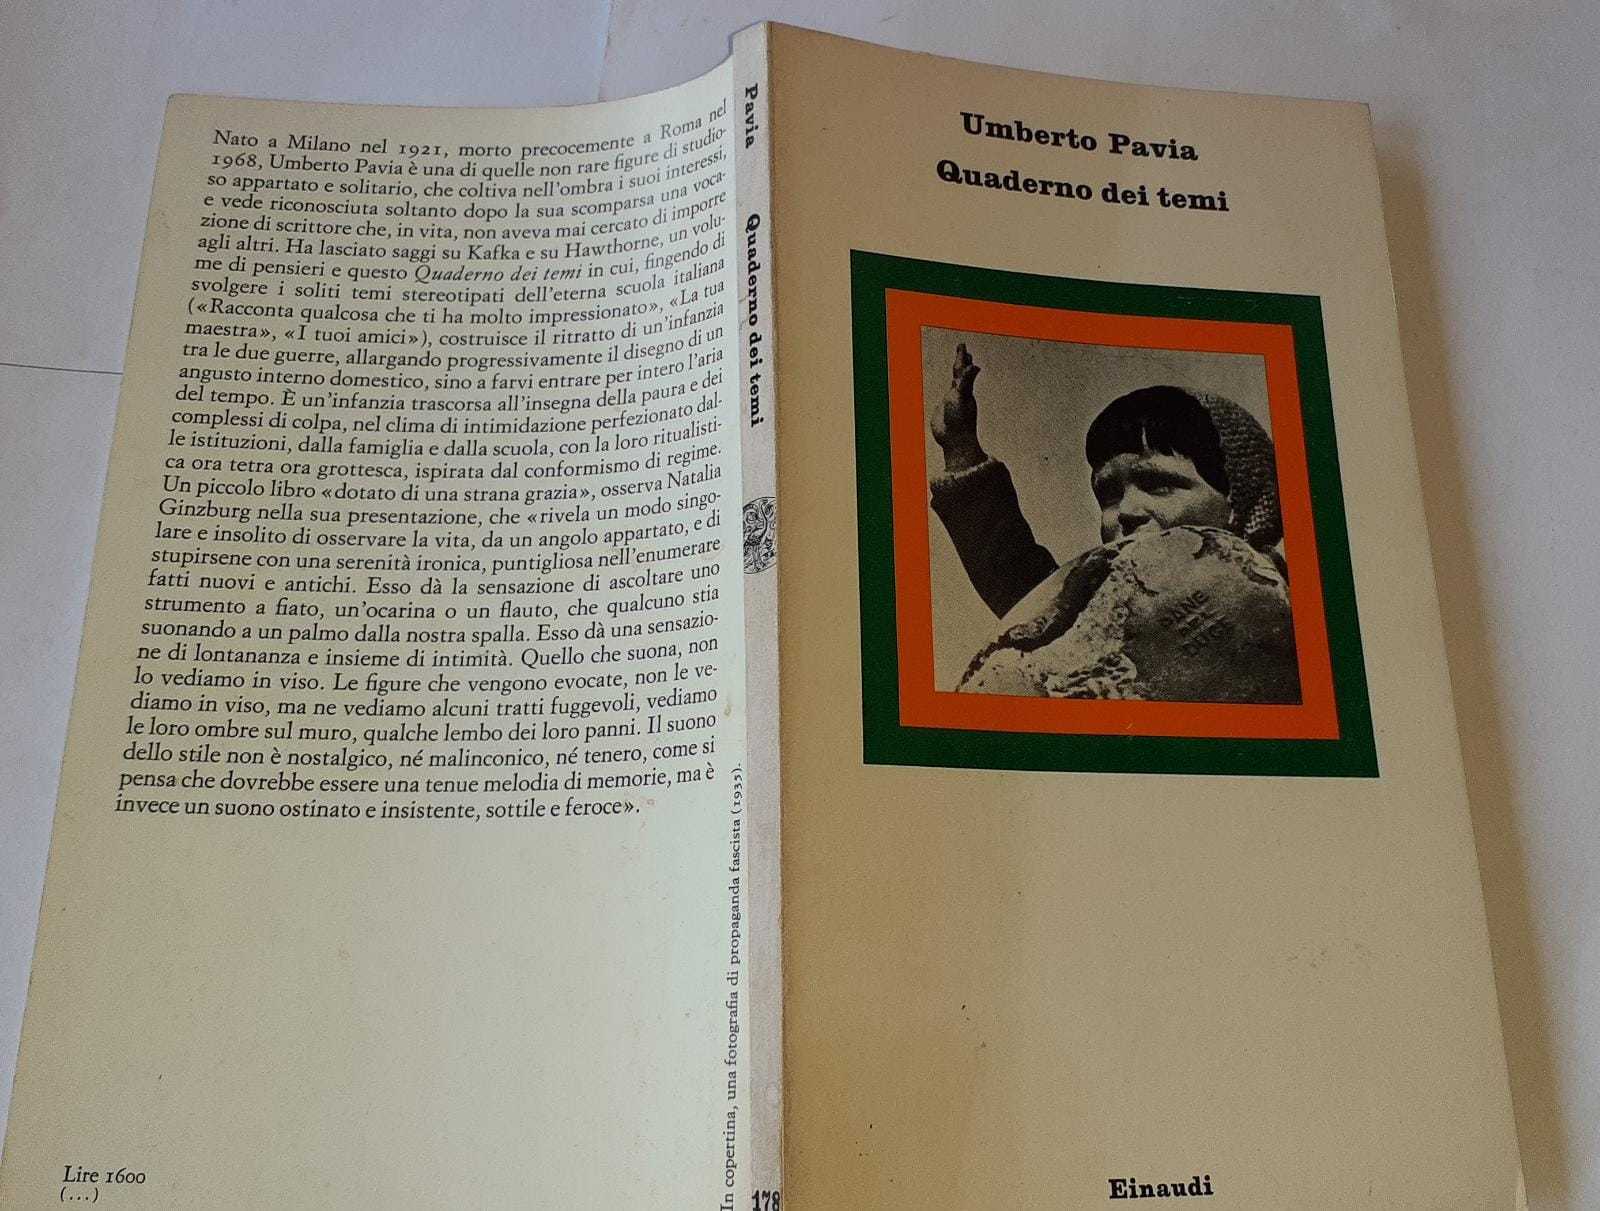 Nato a Milano nel 1921, morto precocemente a Roma nel
1968, Umberto Pavia è una di quelle non rare figure di studio-
so appartato e solitario, che coltiva nell'ombra i suoi interessi,
e vede riconosciuta soltanto dopo la sua scomparsa una voca-
zione di scrittore che, in vita, non aveva mai cercato di imporre
agli altri. Ha lasciato saggi su Kafka e su Hawthorne, un volu-
me di pensieri e questo Quaderno dei temi in cui, fingendo di
svolgere i soliti temi stereotipati dell'eterna scuola italiana
(«Racconta qualcosa che ti ha molto impressionato», «La tua
maestra», «I tuoi amici»), costruisce il ritratto di un'infanzia
tra le due guerre, allargando progressivamente il disegno di un
angusto interno domestico, sino a farvi entrare per intero l'aria
del tempo. È un'infanzia trascorsa all'insegna della paura e dei
complessi di colpa, nel clima di intimidazione perfezionato dal-
le istituzioni, dalla famiglia e dalla scuola, con la loro ritualisti-
ca ora tetra ora grottesca, ispirata dal conformismo di regime.
Un piccolo libro «dotato di una strana grazia», osserva Natalia
Ginzburg nella sua presentazione, che «rivela un modo singo-
lare e insolito di osservare la vita, da un angolo appartato, e di
stupirsene con una serenità ironica, puntigliosa nell'enumerare
fatti nuovi e antichi. Esso dà la sensazione di ascoltare uno
strumento a fiato, un'ocarina o un flauto, che qualcuno stia
suonando a un palmo dalla nostra spalla. Esso dà una sensazio-
ne di lontananza e insieme di intimità. Quello che suona, non
lo vediamo in viso. Le figure che vengono evocate, non le ve-
diamo in viso, ma ne vediamo alcuni tratti fuggevoli, vediamo
le loro ombre sul muro, qualche lembo dei loro panni. Il suono
dello stile non è nostalgico, né malinconico, né tenero, come si
pensa che dovrebbe essere una tenue melodia di memorie, ma è
invece un suono ostinato e insistente, sottile e feroce».
Lire 1600
(...)
In copertina, una fotografia di propaganda fascista (1935).
Pavia Quaderno dei temi
178
Umberto Pavia
Quaderno dei temi
PANE
DEL
DUCE
Einaudi